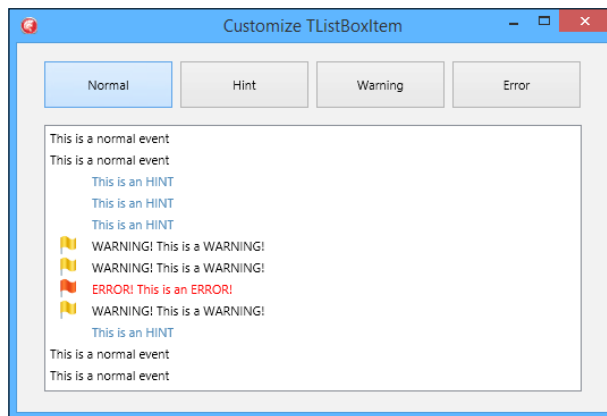 Customize TListBoxItem
Normal Hint Warning Error
This is a normal event
This is a normal event
This is an HINT
This is an HINT
This is an HINT
WARNING! This is a WARNING!
WARNING! This is a WARNING!
ERROR! This is an ERROR!
WARNING! This is a WARNING!
This is an HINT
This is a normal event
This is a normal event